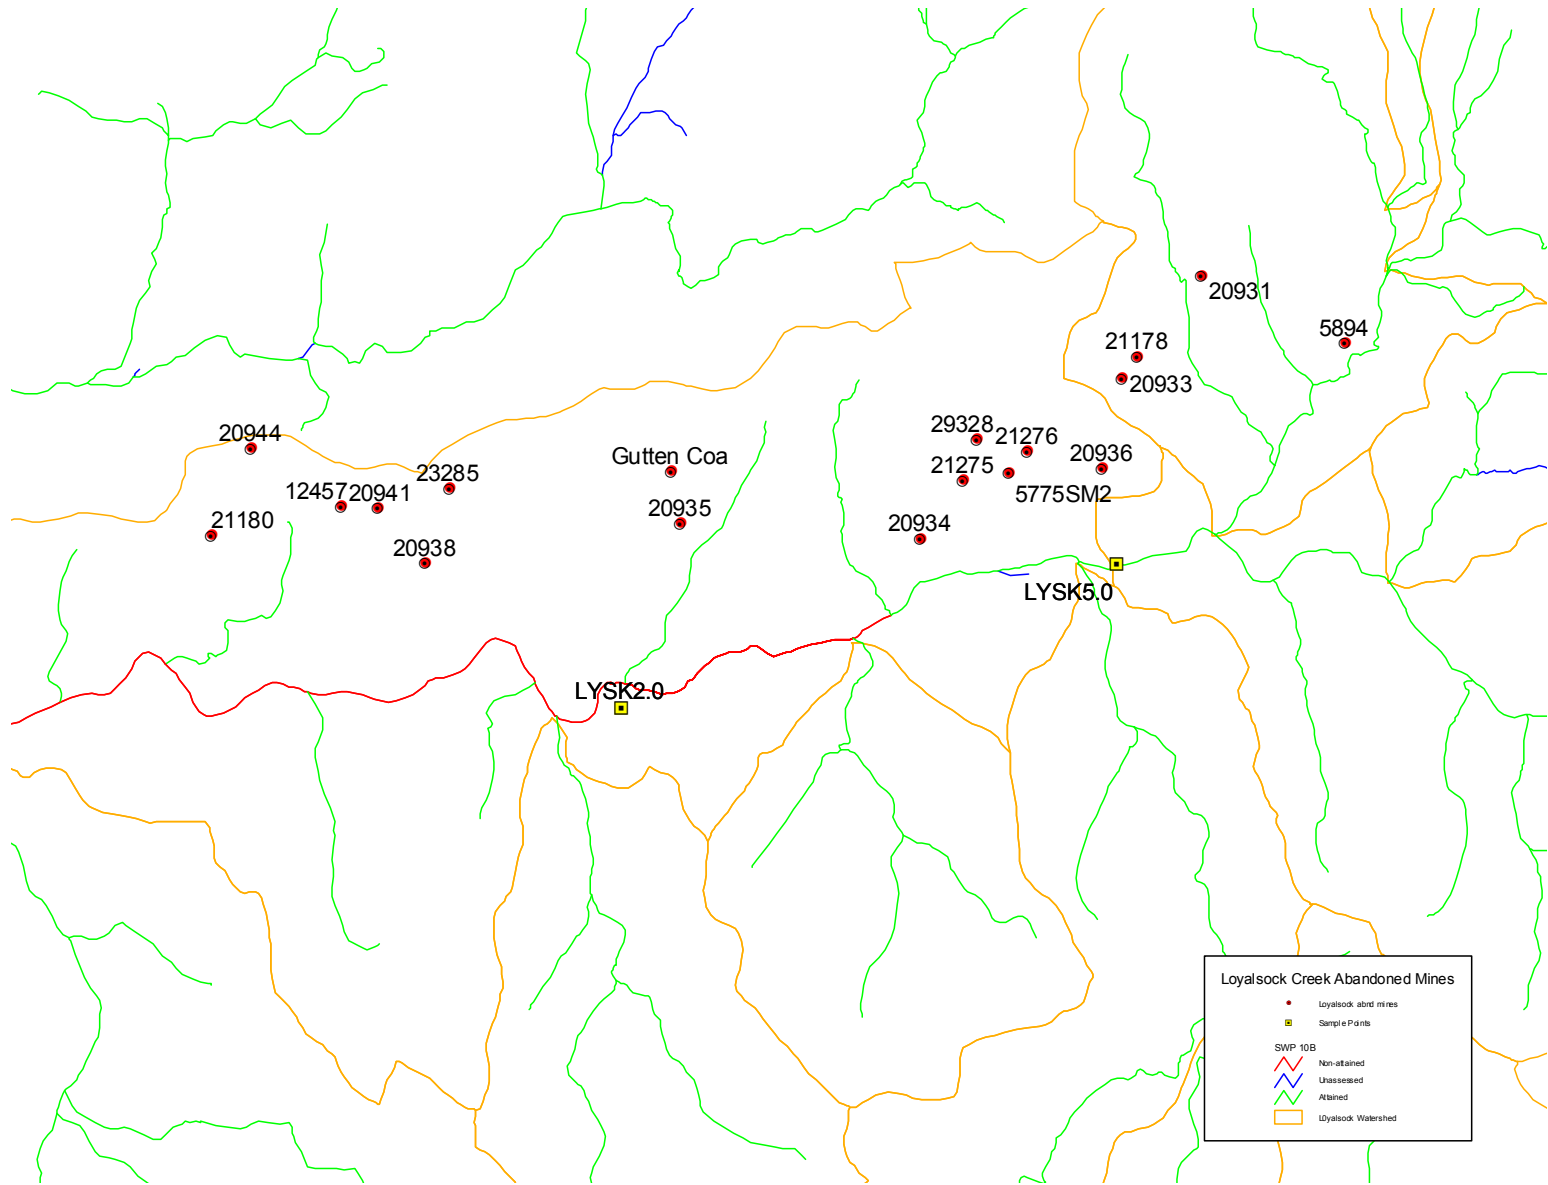 20931
5894
21178
20933
20944
29328
21276
Gutten Coa
20936
23285
21275
12457
20941
5775SM2
20935
21180
20934
20938
LYSK5.0
LYSK2.0
Loyalsock Creek Abandoned Mines
Loyalsock abnd mines
Sample Points
SWP 10B
Non-attained
Unassessed
Attained
L0yalsock Watershed